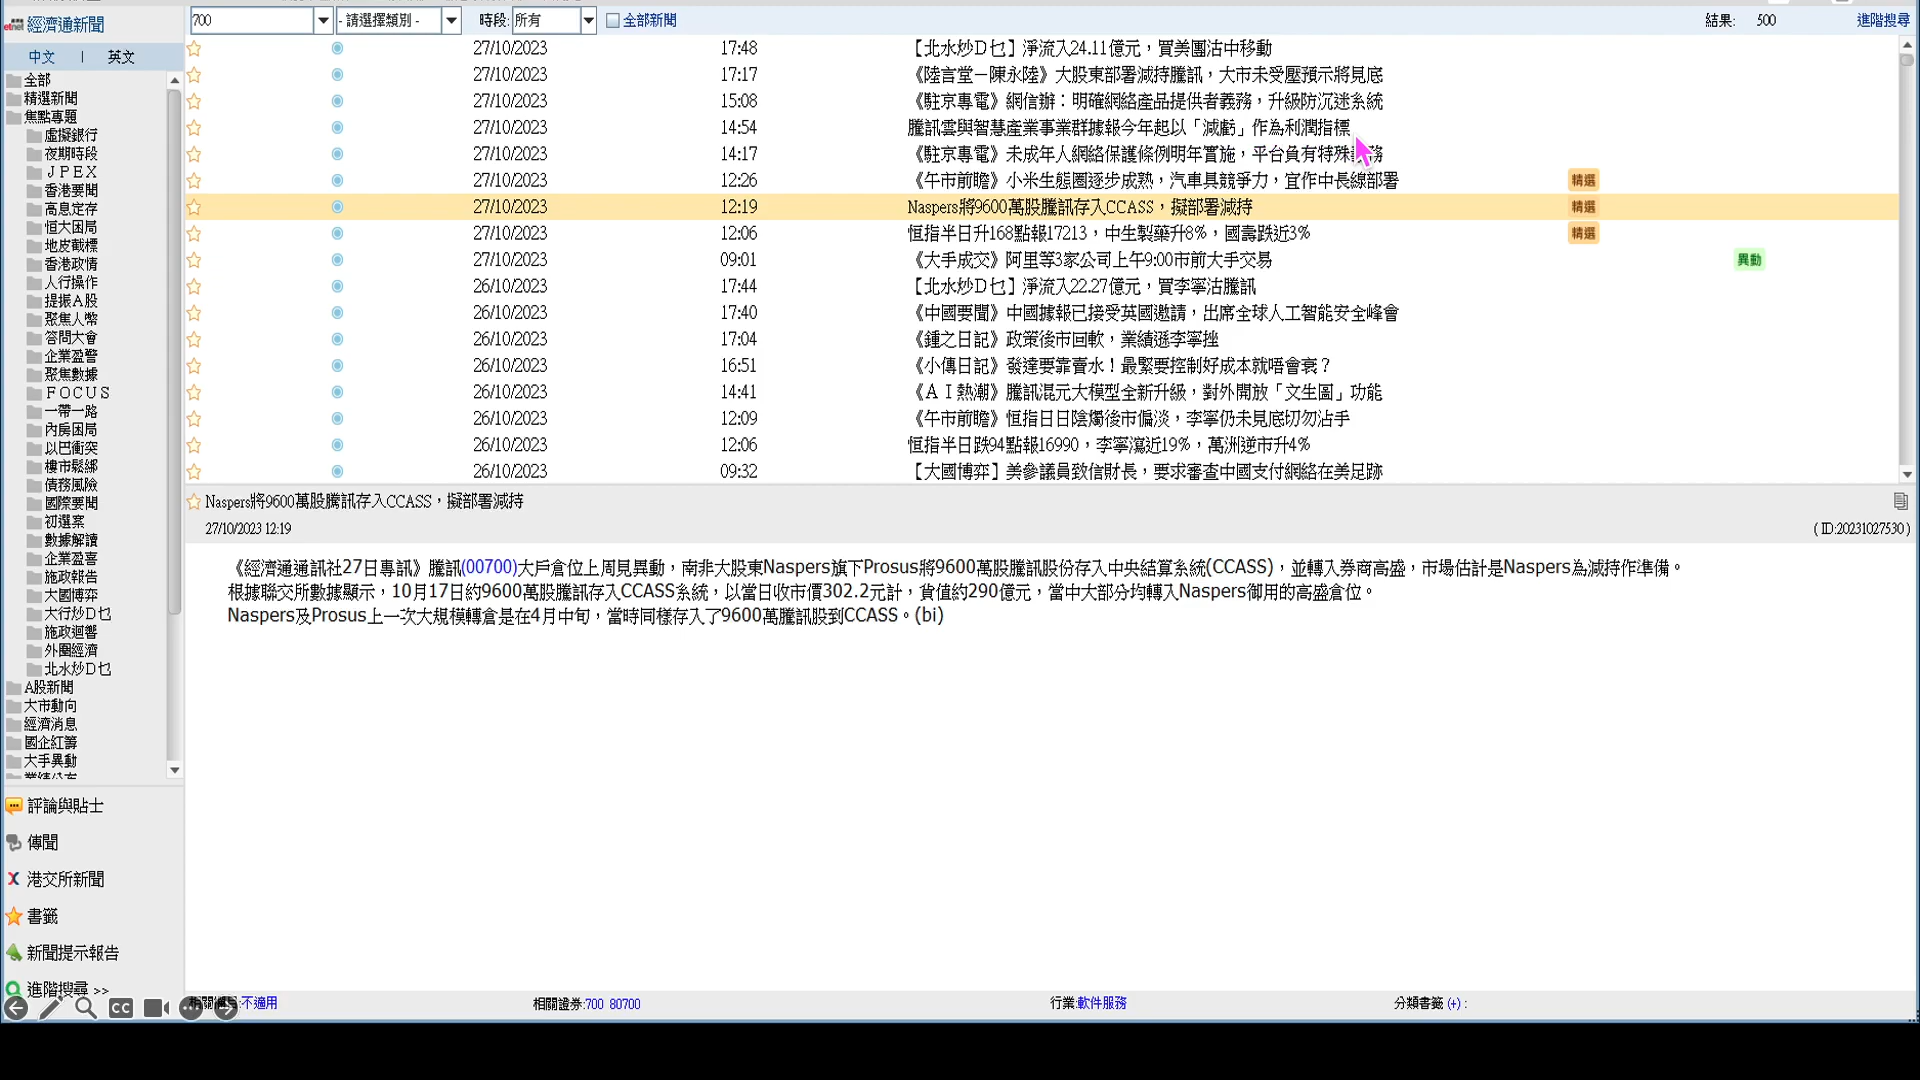 etnet 經濟通新聞
700
- 請選擇類別 -
時段: 所有
全部新聞
結果: 500
進階搜尋
中文 | 英文
全部
精選新聞
焦點專題
虛擬銀行
夜期時段
ＪＰＥＸ
香港要聞
高息定存
恒大困局
地皮截標
香港政情
人行操作
提振Ａ股
聚焦人幣
答問大會
企業盈警
聚焦數據
ＦＯＣＵＳ
一帶一路
內房困局
以巴衝突
樓市鬆綁
債務風險
國際要聞
初選案
數據解讀
企業盈喜
施政報告
大國博弈
大行炒Ｄ乜
施政迴響
外圍經濟
北水炒Ｄ乜
A股新聞
大市動向
經濟消息
國企紅籌
大手異動
評論與貼士
傳聞
港交所新聞
書籤
新聞提示報告
進階搜尋 >>
27/10/2023 17:48 【北水炒Ｄ乜】淨流入24.11億元，買美團沽中移動
27/10/2023 17:17 《陸言堂－陳永陸》大股東部署減持騰訊，大市未受壓預示將見底
27/10/2023 15:08 《駐京專電》網信辦：明確網絡產品提供者義務，升級防沉迷系統
27/10/2023 14:54 騰訊雲與智慧產業事業群據報今年起以「減虧」作為利潤指標
27/10/2023 14:17 《駐京專電》未成年人網絡保護條例明年實施，平台負有特殊務
27/10/2023 12:26 《午市前瞻》小米生態圈逐步成熟，汽車具競爭力，宜作中長線部署 精選
27/10/2023 12:19 Naspers將9600萬股騰訊存入CCASS，擬部署減持 精選
27/10/2023 12:06 恒指半日升168點報17213，中生製藥升8%，國壽跌近3% 精選
27/10/2023 09:01 《大手成交》阿里等3家公司上午9:00市前大手交易 異動
26/10/2023 17:44 【北水炒Ｄ乜】淨流入22.27億元，買李寧沽騰訊
26/10/2023 17:40 《中國要聞》中國據報已接受英國邀請，出席全球人工智能安全峰會
26/10/2023 17:04 《鍾之日記》政策後市回軟，業績遜李寧挫
26/10/2023 16:51 《小傳日記》發達要靠賣水！最緊要控制好成本就唔會衰？
26/10/2023 14:41 《ＡＩ熱潮》騰訊混元大模型全新升級，對外開放「文生圖」功能
26/10/2023 12:09 《午市前瞻》恒指日日陰燭後市偏淡，李寧仍未見底切勿沾手
26/10/2023 12:06 恒指半日跌94點報16990，李寧瀉近19%，萬洲逆市升4%
26/10/2023 09:32 【大國博弈】美參議員致信財長，要求審查中國支付網絡在美足跡
Naspers將9600萬股騰訊存入CCASS，擬部署減持
27/10/2023 12:19
( ID:20231027530 )
《經濟通通訊社27日專訊》騰訊(00700)大戶倉位上周見異動，南非大股東Naspers旗下Prosus將9600萬股騰訊股份存入中央結算系統(CCASS)，並轉入券商高盛，市場估計是Naspers為減持作準備。
根據聯交所數據顯示，10月17日約9600萬股騰訊存入CCASS系統，以當日收市價302.2元計，貨值約290億元，當中大部分均轉入Naspers御用的高盛倉位。
Naspers及Prosus上一次大規模轉倉是在4月中旬，當時同樣存入了9600萬騰訊股到CCASS。(bi)
不適用
相關證券:700 80700
行業:軟件服務
分類書籤 (+) :
CC